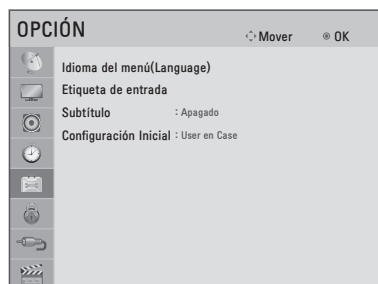 OPCIÓN Mover OK
Idioma del menú(Language)
Etiqueta de entrada
Subtítulo : Apagado
Configuración Inicial : User en Case